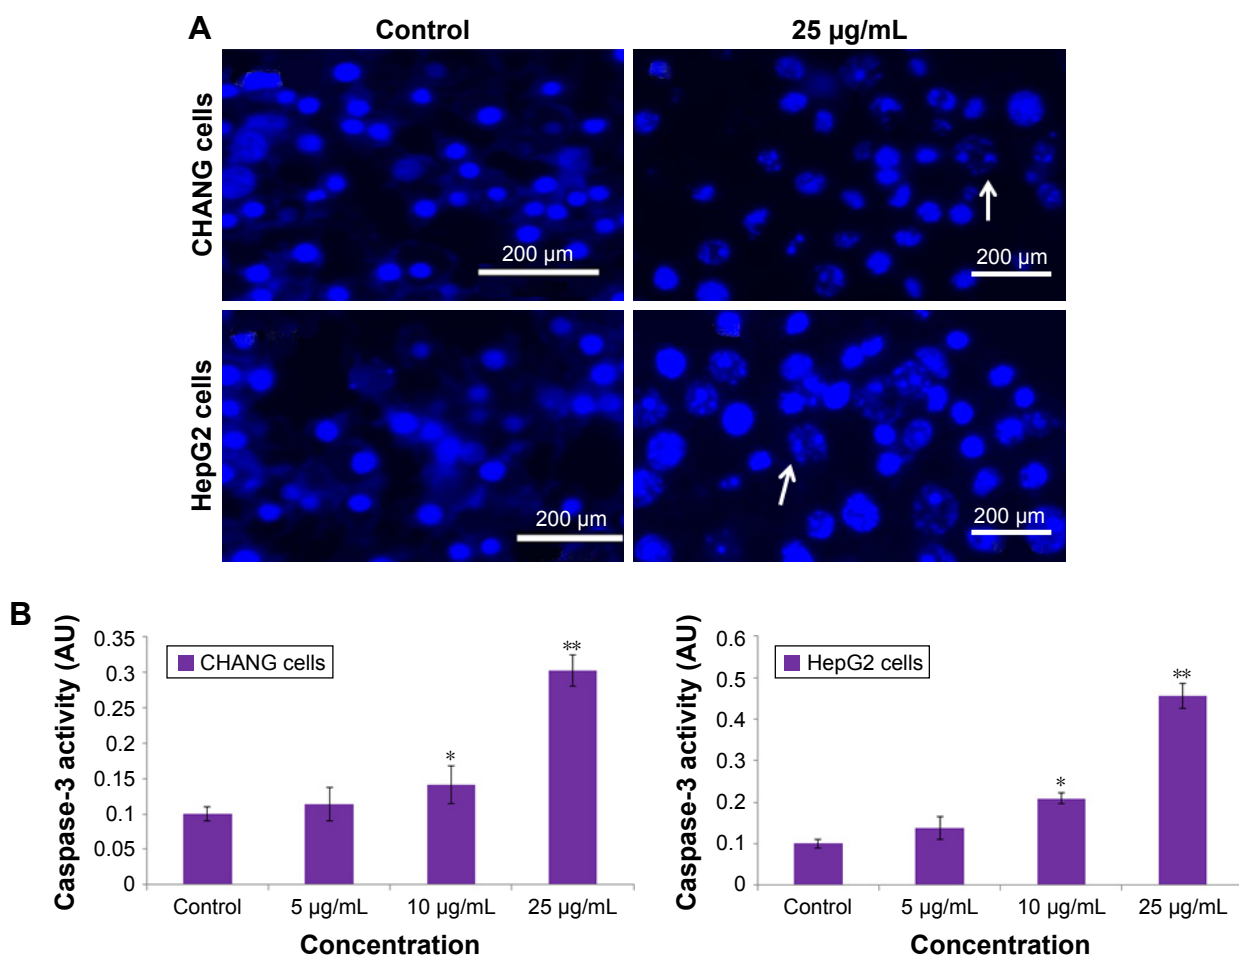 A
Control
25 µg/mL
CHANG cells
200 µm
200 µm
HepG2 cells
200 µm
200 µm
B
Caspase-3 activity (AU)
0.35
0.3
0.25
0.2
0.15
0.1
0.05
0
CHANG cells
*
**
Control
5 µg/mL
10 µg/mL
25 µg/mL
Concentration
Caspase-3 activity (AU)
0.6
0.5
0.4
0.3
0.2
0.1
0
HepG2 cells
*
**
Control
5 µg/mL
10 µg/mL
25 µg/mL
Concentration